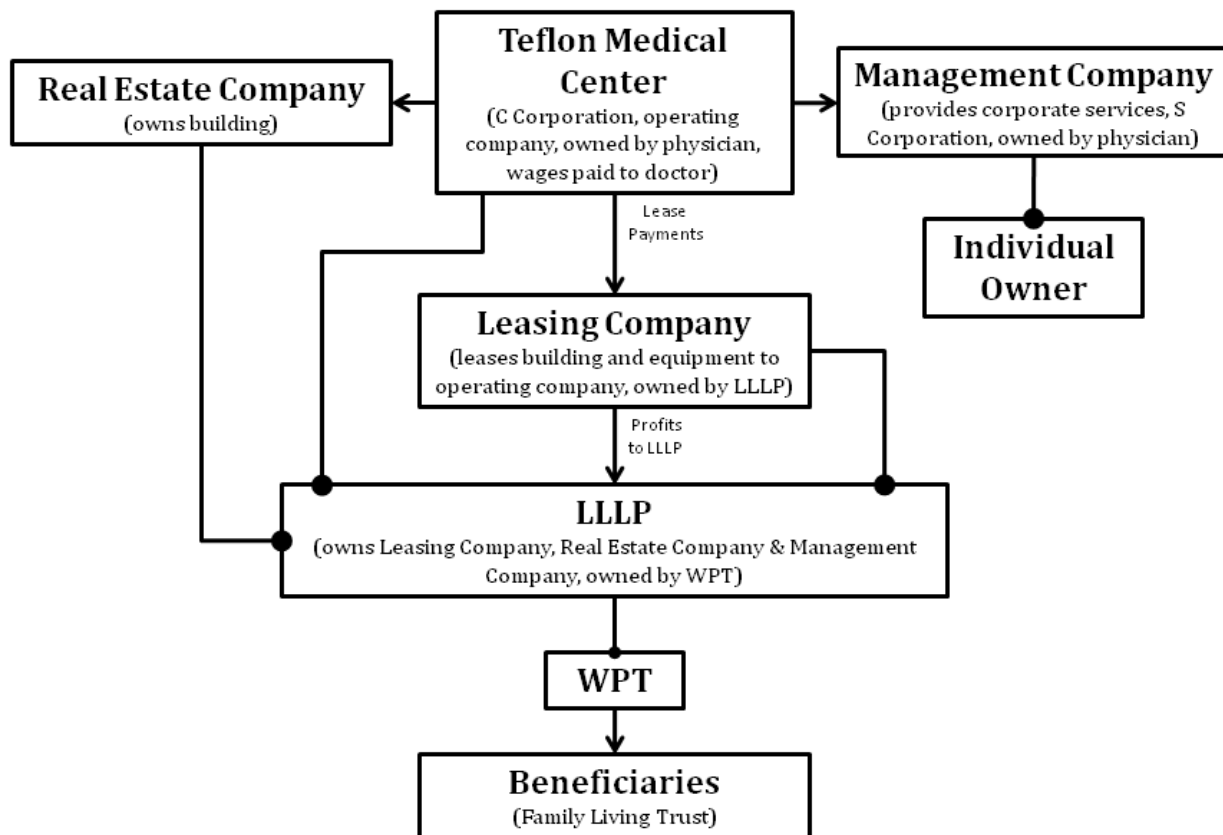 Teflon Medical
Center
(C Corporation, operating
company, owned by physician,
wages paid to doctor)
Real Estate Company
(owns building)
Management Company
(provides corporate services, S
Corporation, owned by physician)
Lease
Payments
Individual
Owner
Leasing Company
(leases building and equipment to
operating company, owned by LLLP)
Profits
to LLLP
LLLP
(owns Leasing Company, Real Estate Company & Management
Company, owned by WPT)
WPT
Beneficiaries
(Family Living Trust)